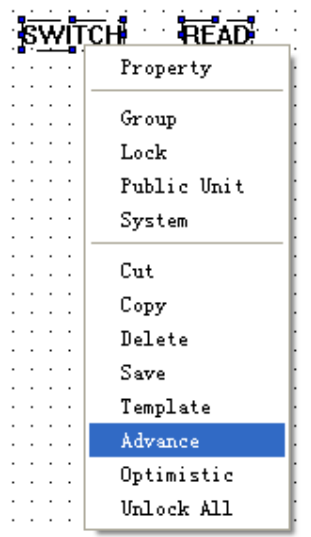 SWITCH READ
Property
Group
Lock
Public Unit
System
Cut
Copy
Delete
Save
Template
Advance
Optimistic
Unlock All